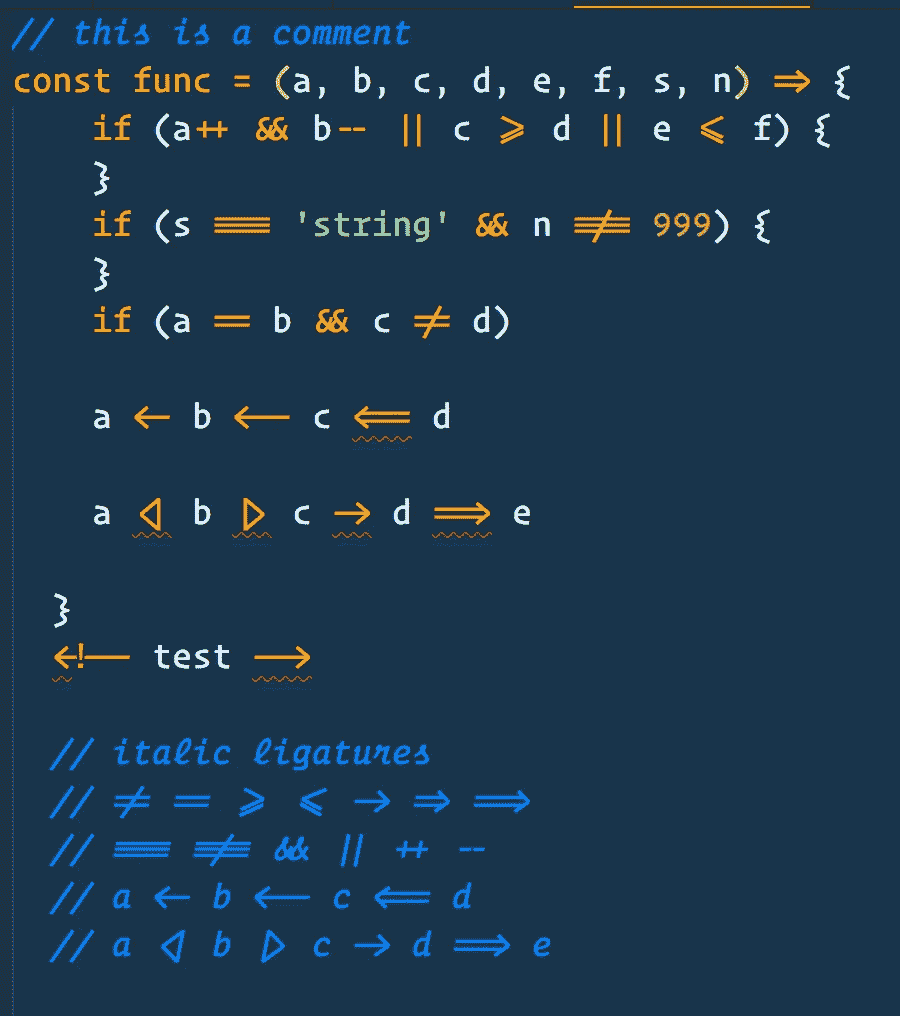 // this is a comment
const func = (a, b, c, d, e, f, s, n) => {
if (a++ && b-- || c >= d || e <= f) {
}
if (s === 'string' && n !== 999) {
}
if (a == b && c != d)
a <- b <-- c <== d
a <| b |> c -> d ==> e
}
<!-- test -->
// italic ligatures
// != == >= <= -> => ==>
// === !== && || ++ --
// a <- b <-- c <== d
// a <| b |> c -> d ==> e